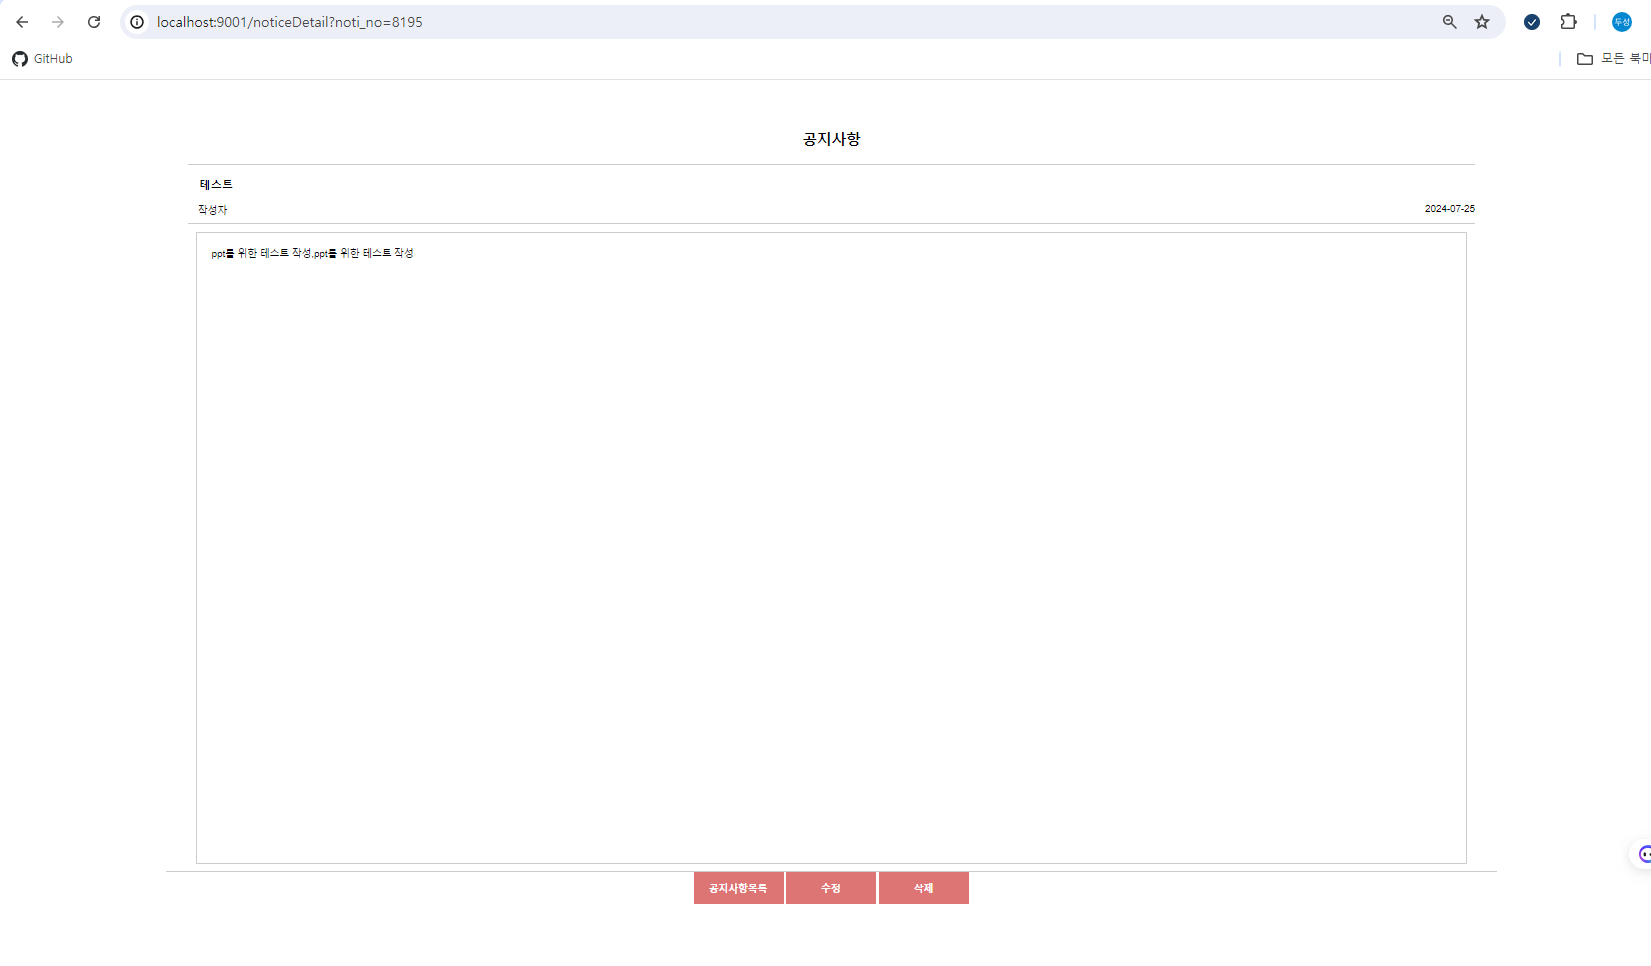 localhost:9001/noticeDetail?noti_no=8195
두성
GitHub
모든 북마
공지사항
테스트
작성자 2024-07-25
ppt를 위한 테스트 작성,ppt를 위한 테스트 작성
공지사항목록 수정 삭제